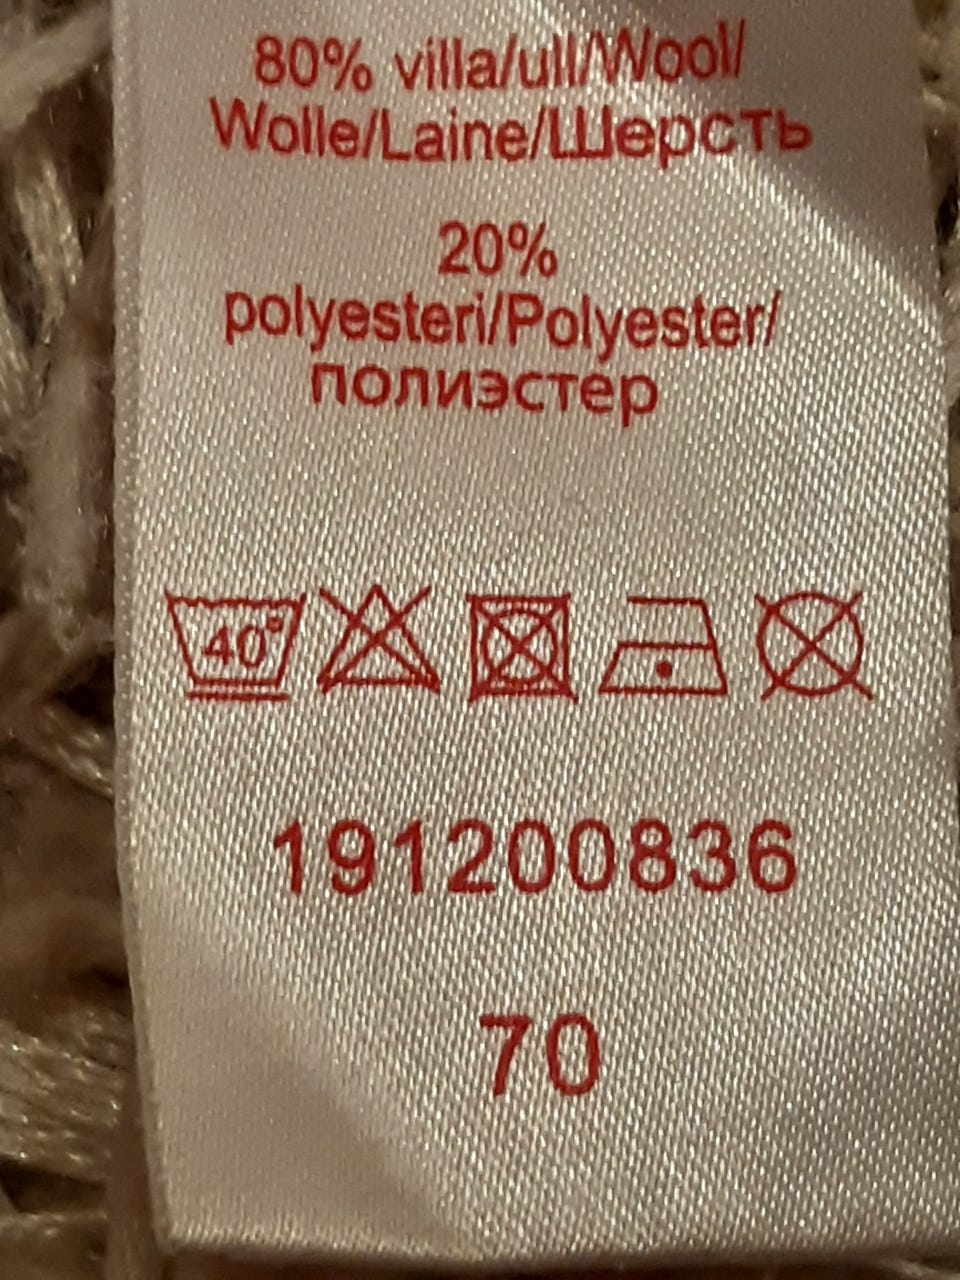 80% villa/ull/Wool/
Wolle/Laine/Шерсть
20%
polyesteri/Polyester/
полиэстер
40°
191200836
70